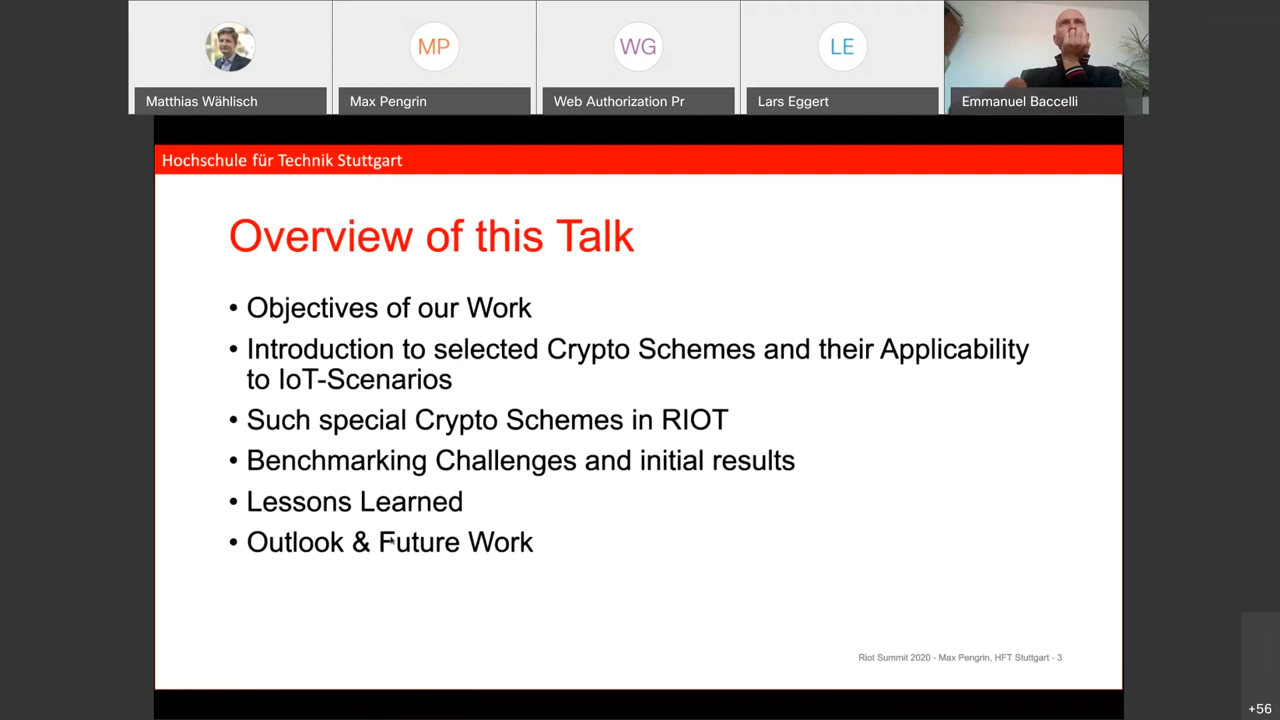 MP
WG
LE
Matthias Wählisch
Max Pengrin
Web Authorization Pr
Lars Eggert
Emmanuel Baccelli
Hochschule für Technik Stuttgart
Overview of this Talk
• Objectives of our Work
• Introduction to selected Crypto Schemes and their Applicability
to IoT-Scenarios
• Such special Crypto Schemes in RIOT
• Benchmarking Challenges and initial results
• Lessons Learned
• Outlook & Future Work
Riot Summit 2020 - Max Pengrin, HFT Stuttgart - 3
+56